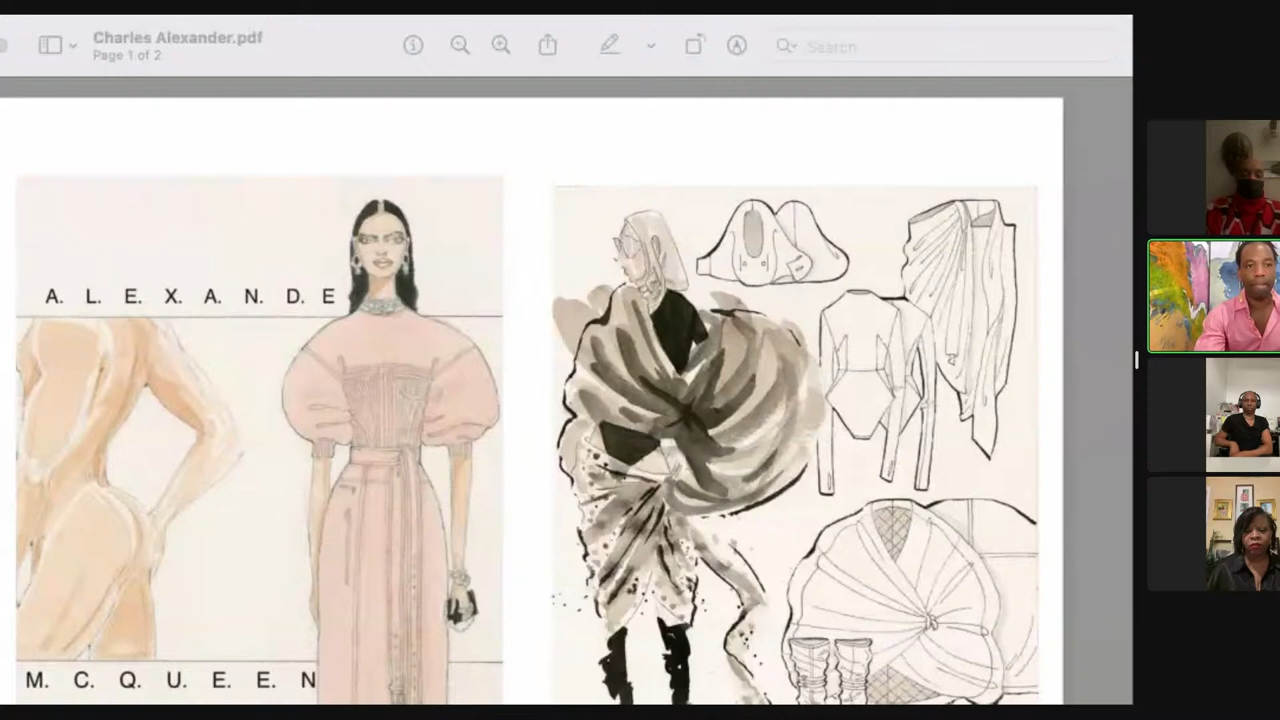 Charles Alexander.pdf
Page 1 of 2
Search
A. L. E. X. A. N. D. E
M. C. Q. U. E. E. N